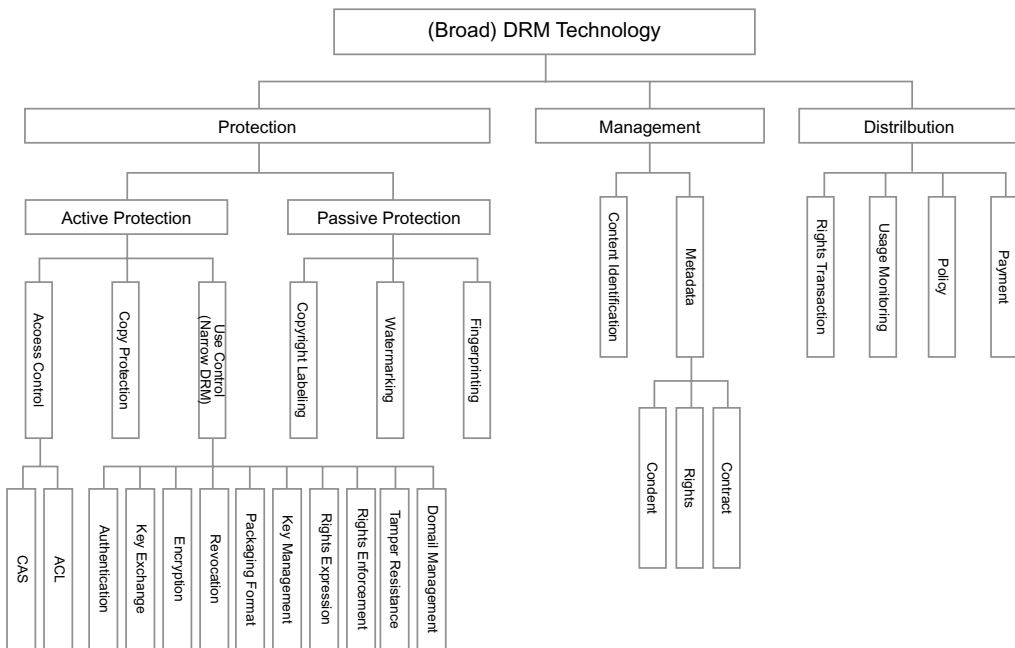 (Broad) DRM Technology
Protection
Management
Distrilbution
Active Protection
Passive Protection
Content Identification
Metadata
Rights Transaction
Usage Monitoring
Policy
Payment
Access Control
Copy Protection
Use Control
(Narrow DRM)
Copyright Labeling
Watermarking
Fingerprinting
Condent
Rights
Contract
CAS
ACL
Authentication
Key Exchange
Encryption
Revocation
Packaging Format
Key Management
Rights Expression
Rights Enforcement
Tamper Resistance
Domail Management